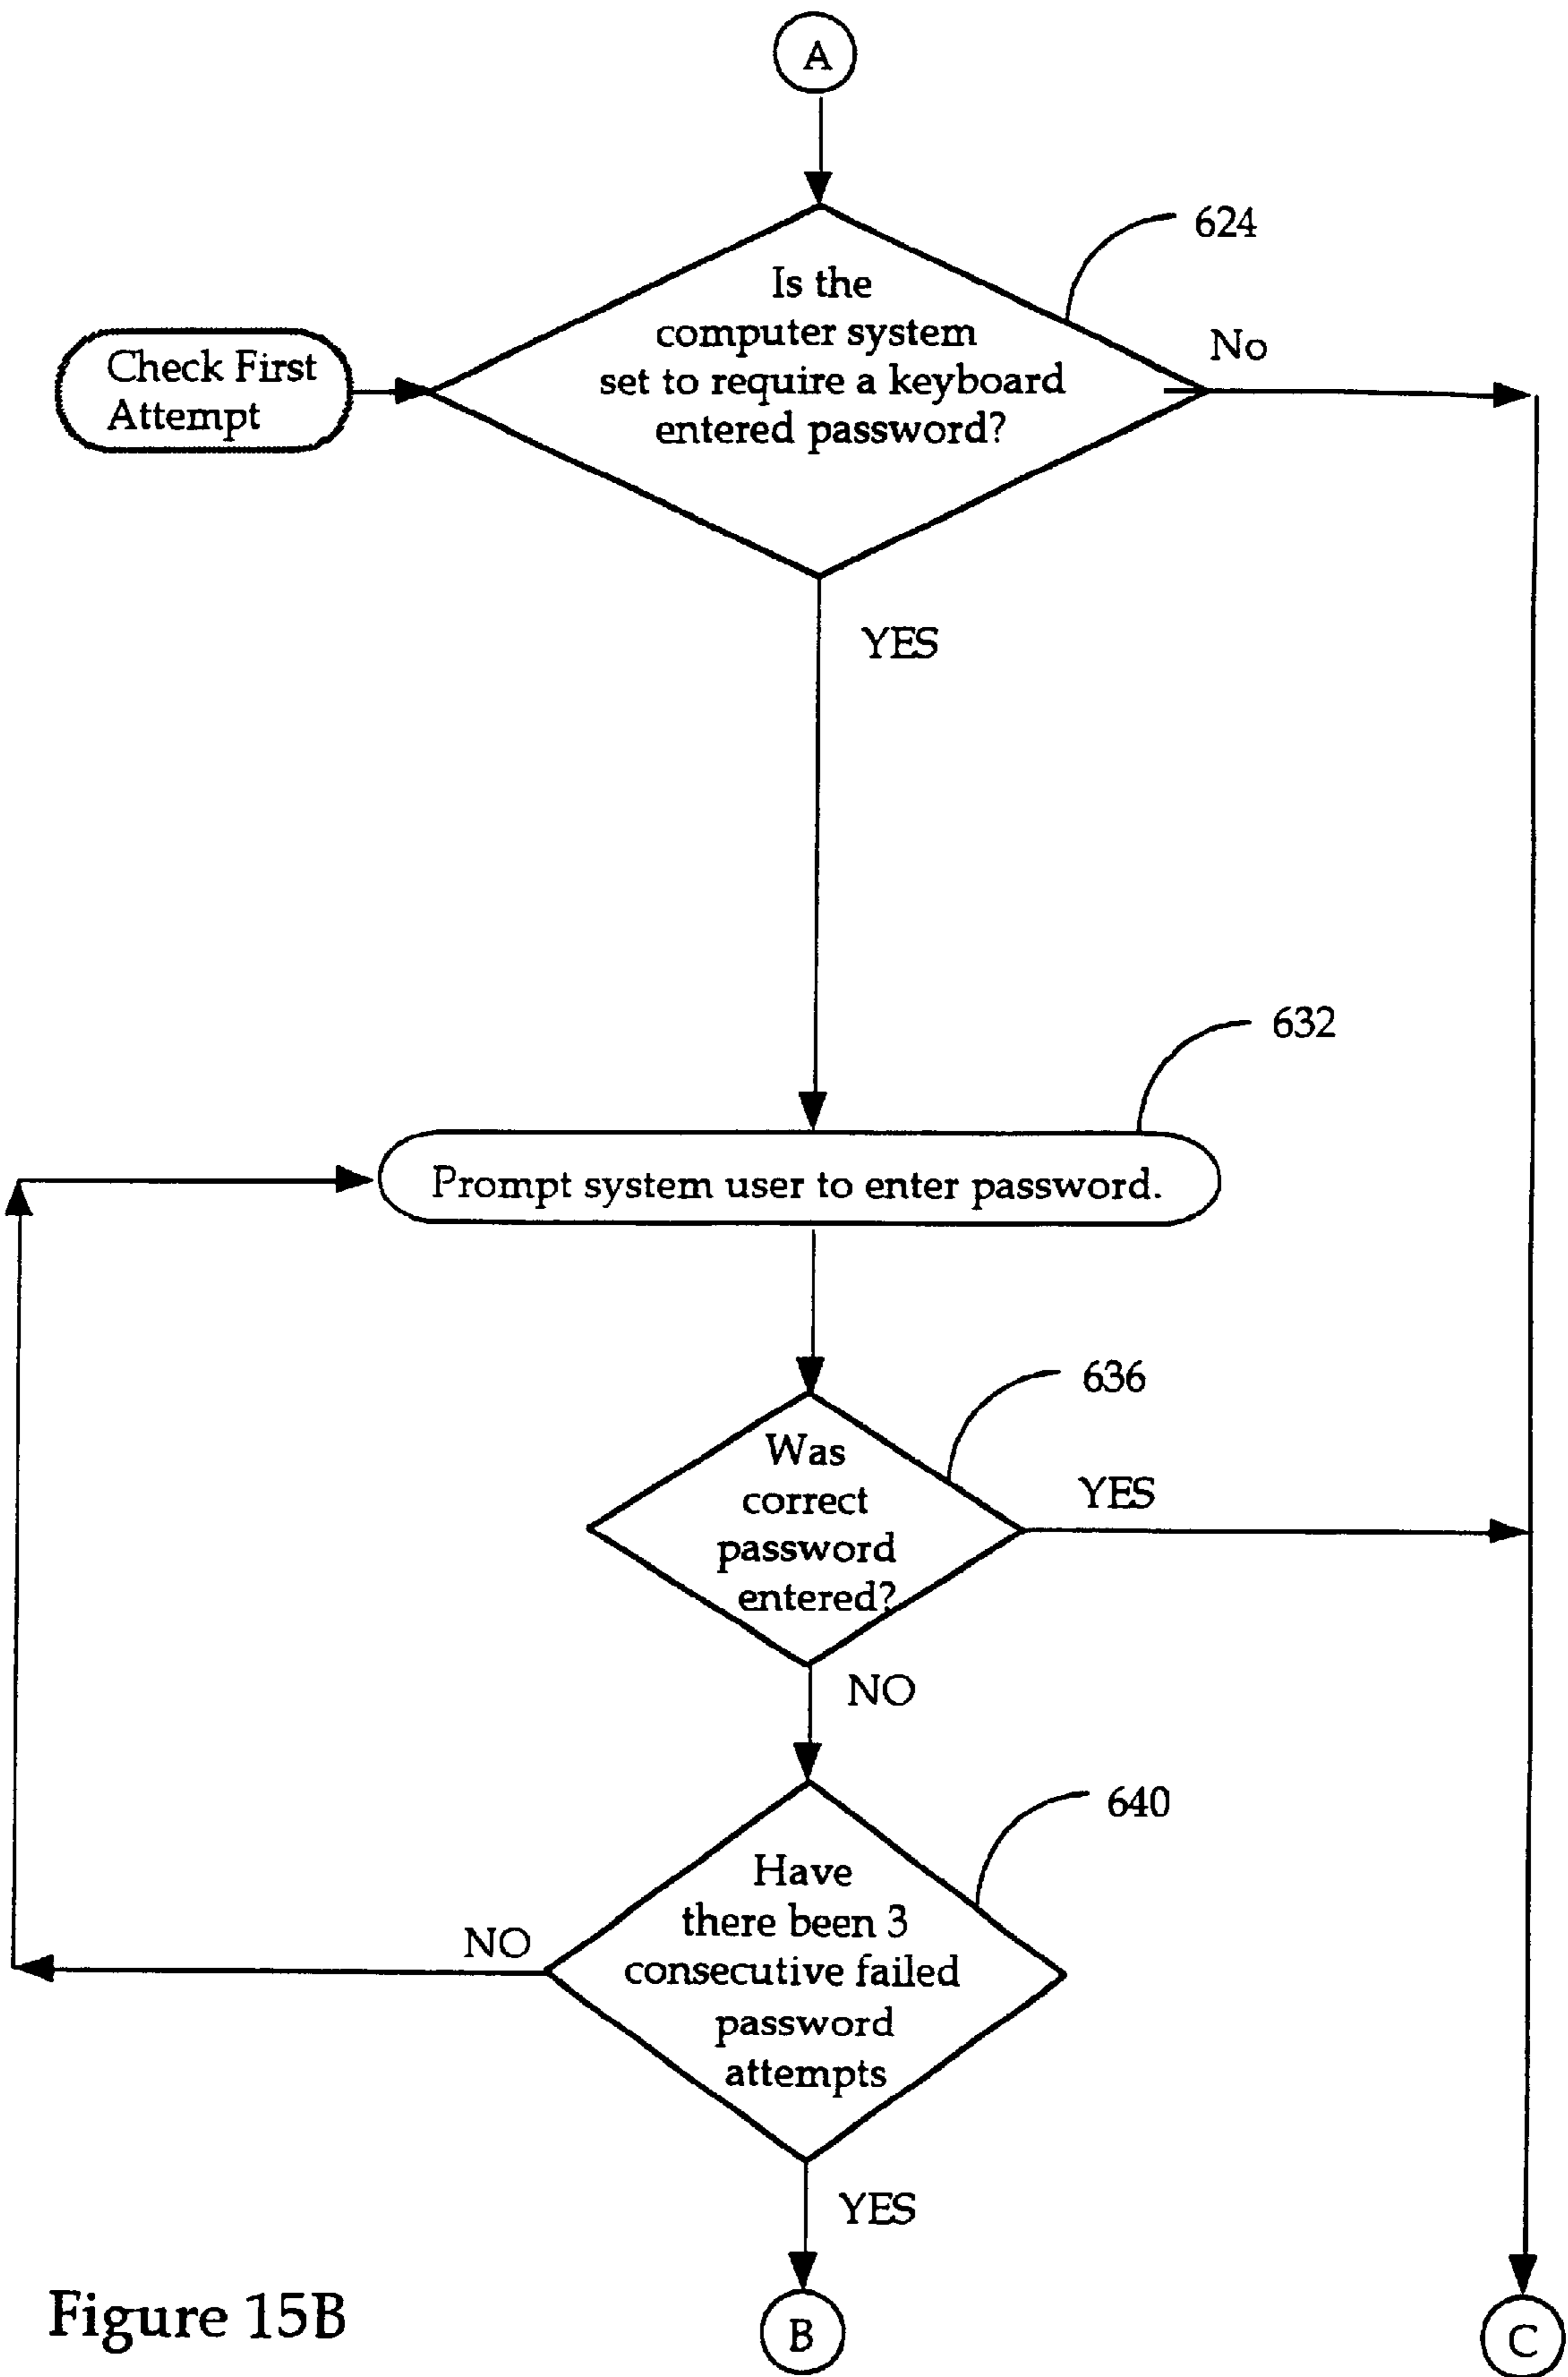 A
624
Is the
computer system
set to require a keyboard
entered password?
No
Check First
Attempt
YES
632
Prompt system user to enter password.
636
Was
correct
password
entered?
YES
NO
640
Have
there been 3
consecutive failed
password
attempts
NO
YES
Figure 15B
B
C